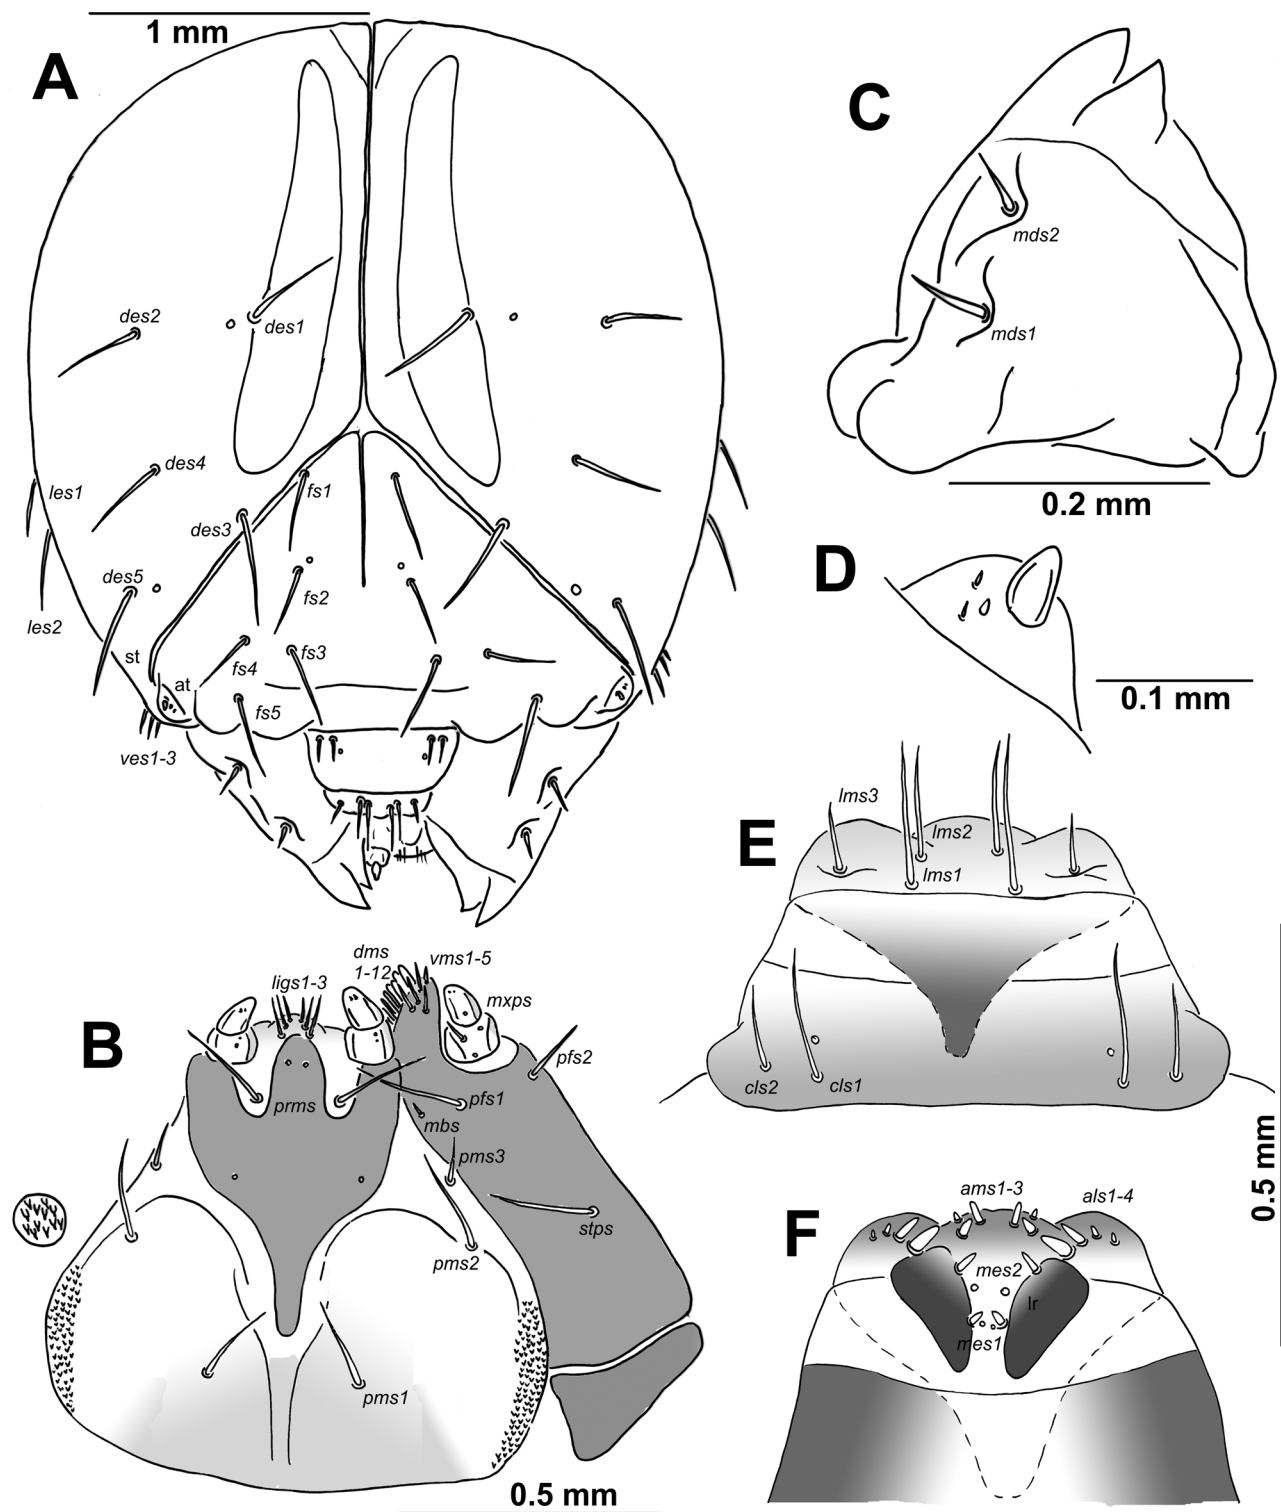 1 mm
A
des2
des1
des4
les1
fs1
des3
des5
fs2
les2
st
fs4
fs3
at
fs5
ves1-3
C
mds2
mds1
0.2 mm
D
0.1 mm
E
lms3
lms2
lms1
cls2
cls1
0.5 mm
B
ligs1-3
dms
1-12
vms1-5
mxps
pfs2
pfs1
prms
mbs
pms3
stps
pms2
pms1
0.5 mm
F
ams1-3
als1-4
mes2
lr
mes1